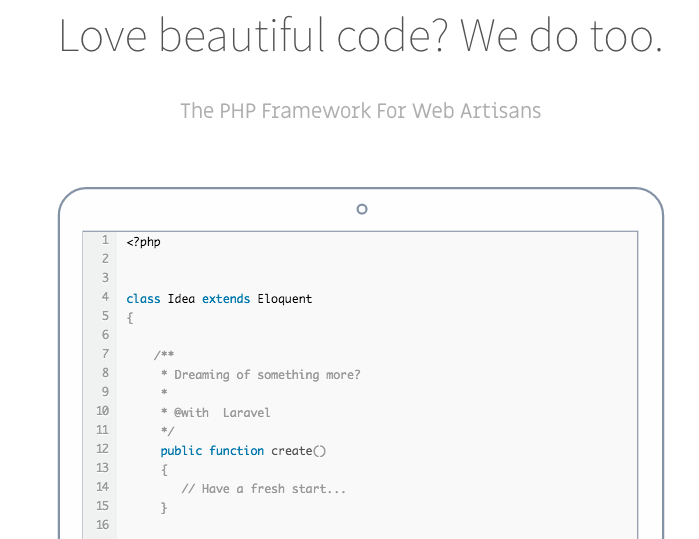 Love beautiful code? We do too.
The PHP Framework For Web Artisans
1 <?php
2
3
4 class Idea extends Eloquent
5 {
6
7 /**
8 * Dreaming of something more?
9 *
10 * @with  Laravel
11 */
12 public function create()
13 {
14 // Have a fresh start...
15 }
16